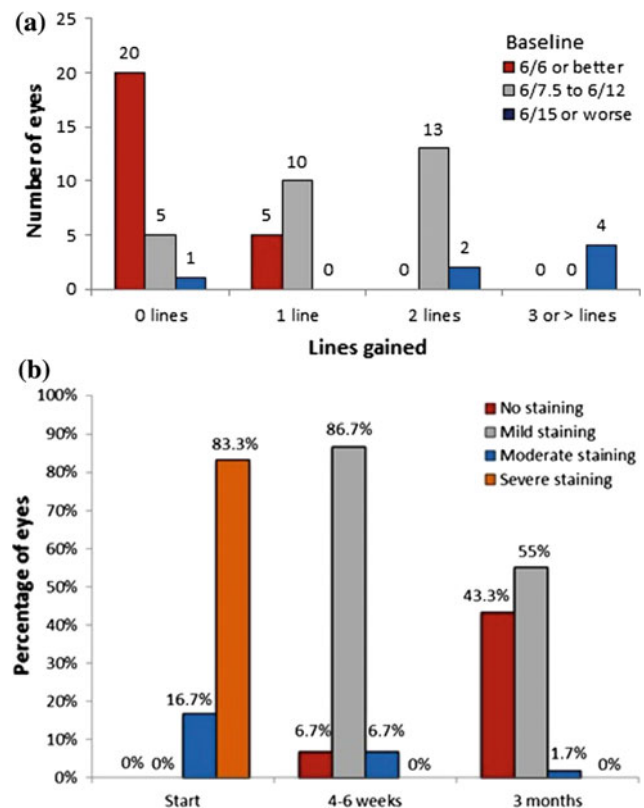 (a)
25
20
15
10
5
0
Number of eyes
Baseline
6/6 or better
6/7.5 to 6/12
6/15 or worse
20
5
1
5
10
0
0
13
2
0
0
4
0 lines
1 line
2 lines
3 or > lines
Lines gained
(b)
100%
90%
80%
70%
60%
50%
40%
30%
20%
10%
0%
Percentage of eyes
No staining
Mild staining
Moderate staining
Severe staining
0%
0%
16.7%
83.3%
6.7%
86.7%
6.7%
0%
43.3%
55%
1.7%
0%
Start
4-6 weeks
3 months